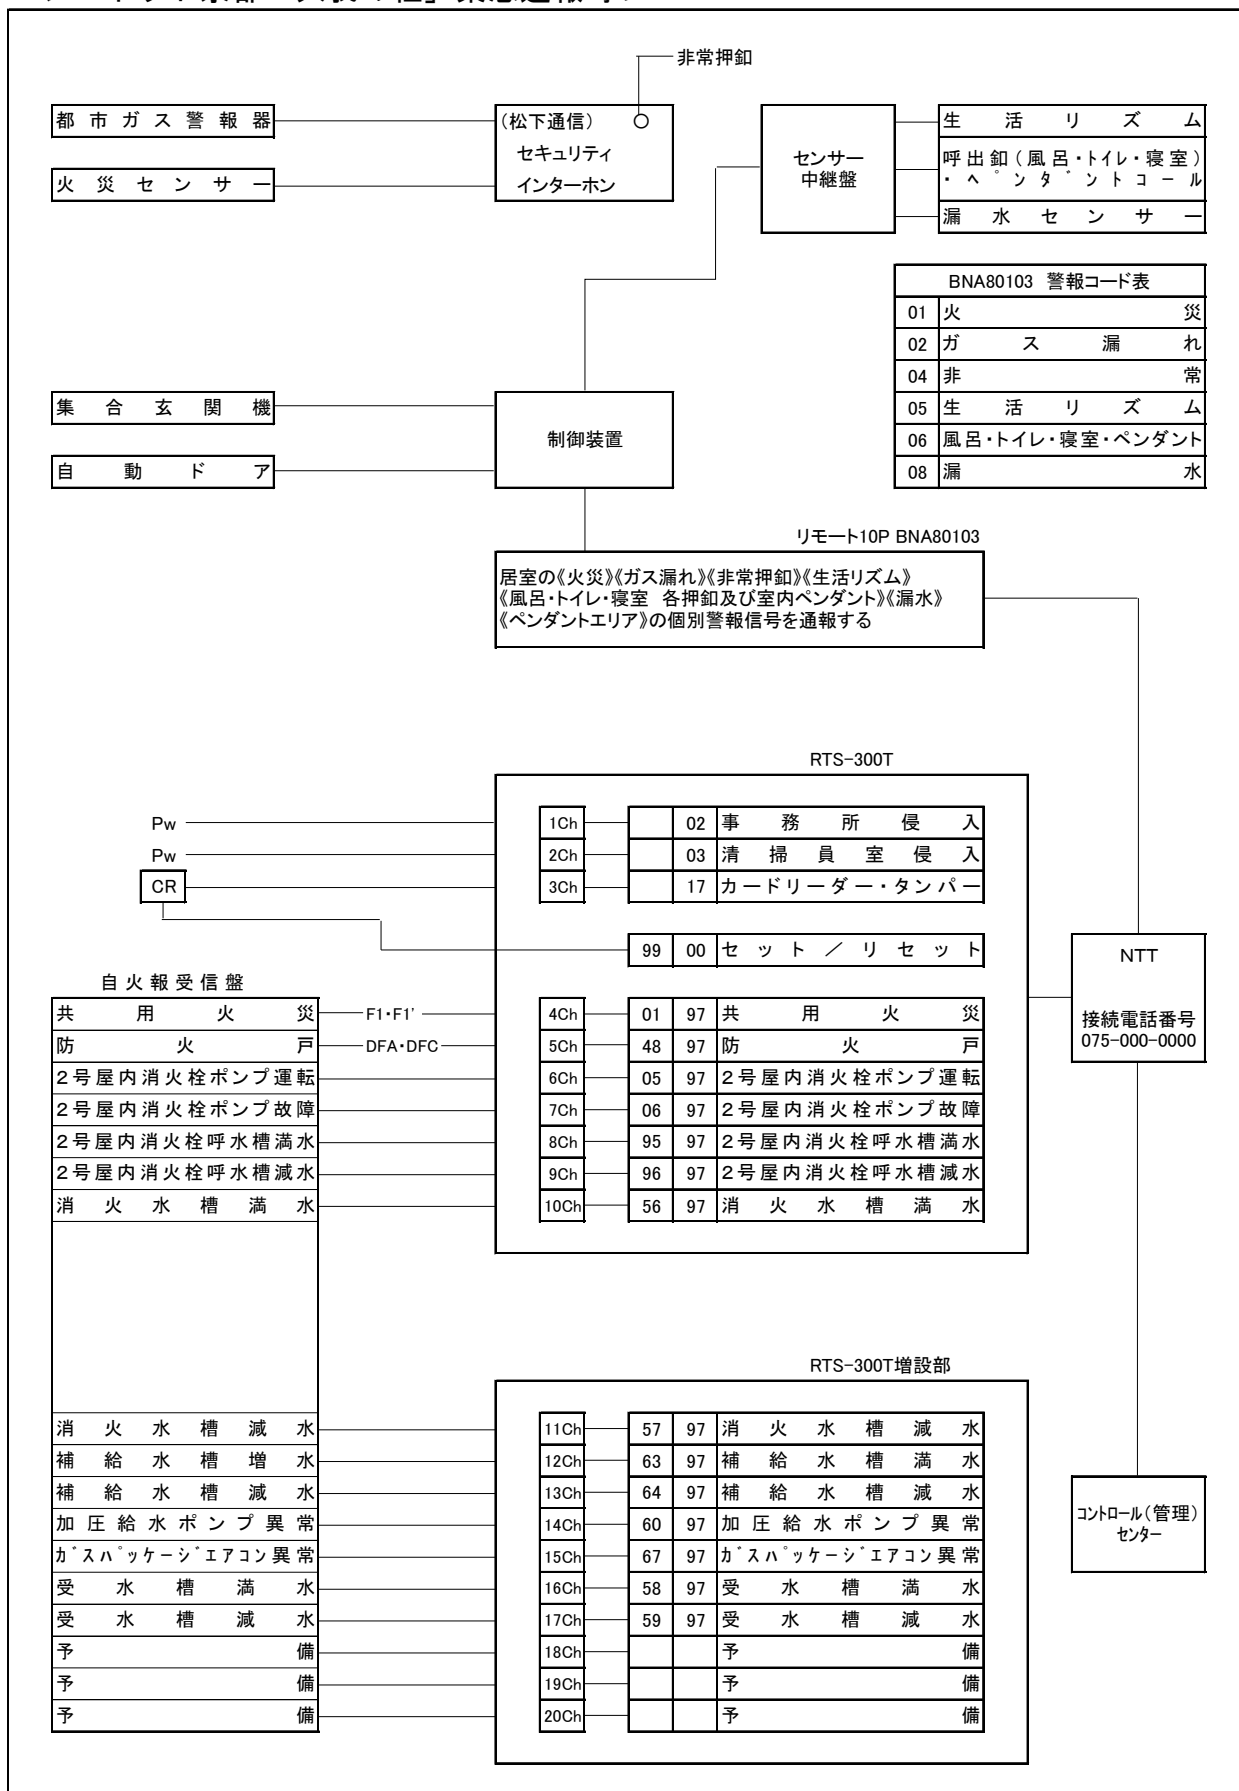 非常押釦
都市ガス警報器
火災センサー
(松下通信)
セキュリティ
インターホン
センサー
中継盤
生活リズム
呼出釦(風呂・トイレ・寝室)
・ペンダントコール
漏水センサー
BNA80103 警報コード表
01 火災
02 ガス漏れ
04 非常
05 生活リズム
06 風呂・トイレ・寝室・ペンダント
08 漏水
集合玄関機
自動ドア
制御装置
リモート10P BNA80103
居室の《火災》《ガス漏れ》《非常押釦》《生活リズム》
《風呂・トイレ・寝室 各押釦及び室内ペンダント》《漏水》
《ペンダントエリア》の個別警報信号を通報する
RTS-300T
Pw
1Ch 02 事務所侵入
Pw
2Ch 03 清掃員室侵入
CR
3Ch 17 カードリーダー・タンパー
99 00 セット/リセット
NTT
接続電話番号
075-000-0000
自火報受信盤
共用火災 F1・F1' 4Ch 01 97 共用火災
防火戸 DFA・DFC 5Ch 48 97 防火戸
2号屋内消火栓ポンプ運転 6Ch 05 97 2号屋内消火栓ポンプ運転
2号屋内消火栓ポンプ故障 7Ch 06 97 2号屋内消火栓ポンプ故障
2号屋内消火栓呼水槽満水 8Ch 95 97 2号屋内消火栓呼水槽満水
2号屋内消火栓呼水槽減水 9Ch 96 97 2号屋内消火栓呼水槽減水
消火水槽満水 10Ch 56 97 消火水槽満水
RTS-300T増設部
消火水槽減水 11Ch 57 97 消火水槽減水
補給水槽増水 12Ch 63 97 補給水槽満水
補給水槽減水 13Ch 64 97 補給水槽減水
加圧給水ポンプ異常 14Ch 60 97 加圧給水ポンプ異常
ガスパッケージエアコン異常 15Ch 67 97 ガスパッケージエアコン異常
受水槽満水 16Ch 58 97 受水槽満水
受水槽減水 17Ch 59 97 受水槽減水
予備 18Ch 予備
予備 19Ch 予備
予備 20Ch 予備
コントロール(管理)
センター